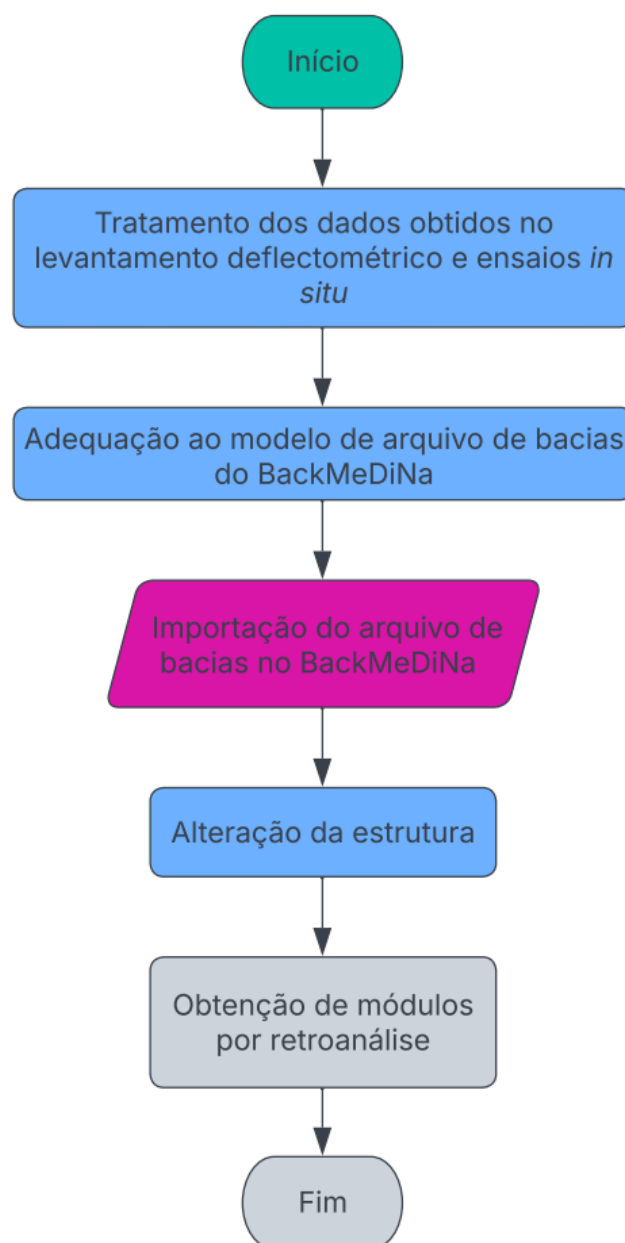 Início
Tratamento dos dados obtidos no
levantamento deflectométrico e ensaios in
situ
Adequação ao modelo de arquivo de bacias
do BackMeDiNa
Importação do arquivo de
bacias no BackMeDiNa
Alteração da estrutura
Obtenção de módulos
por retroanálise
Fim